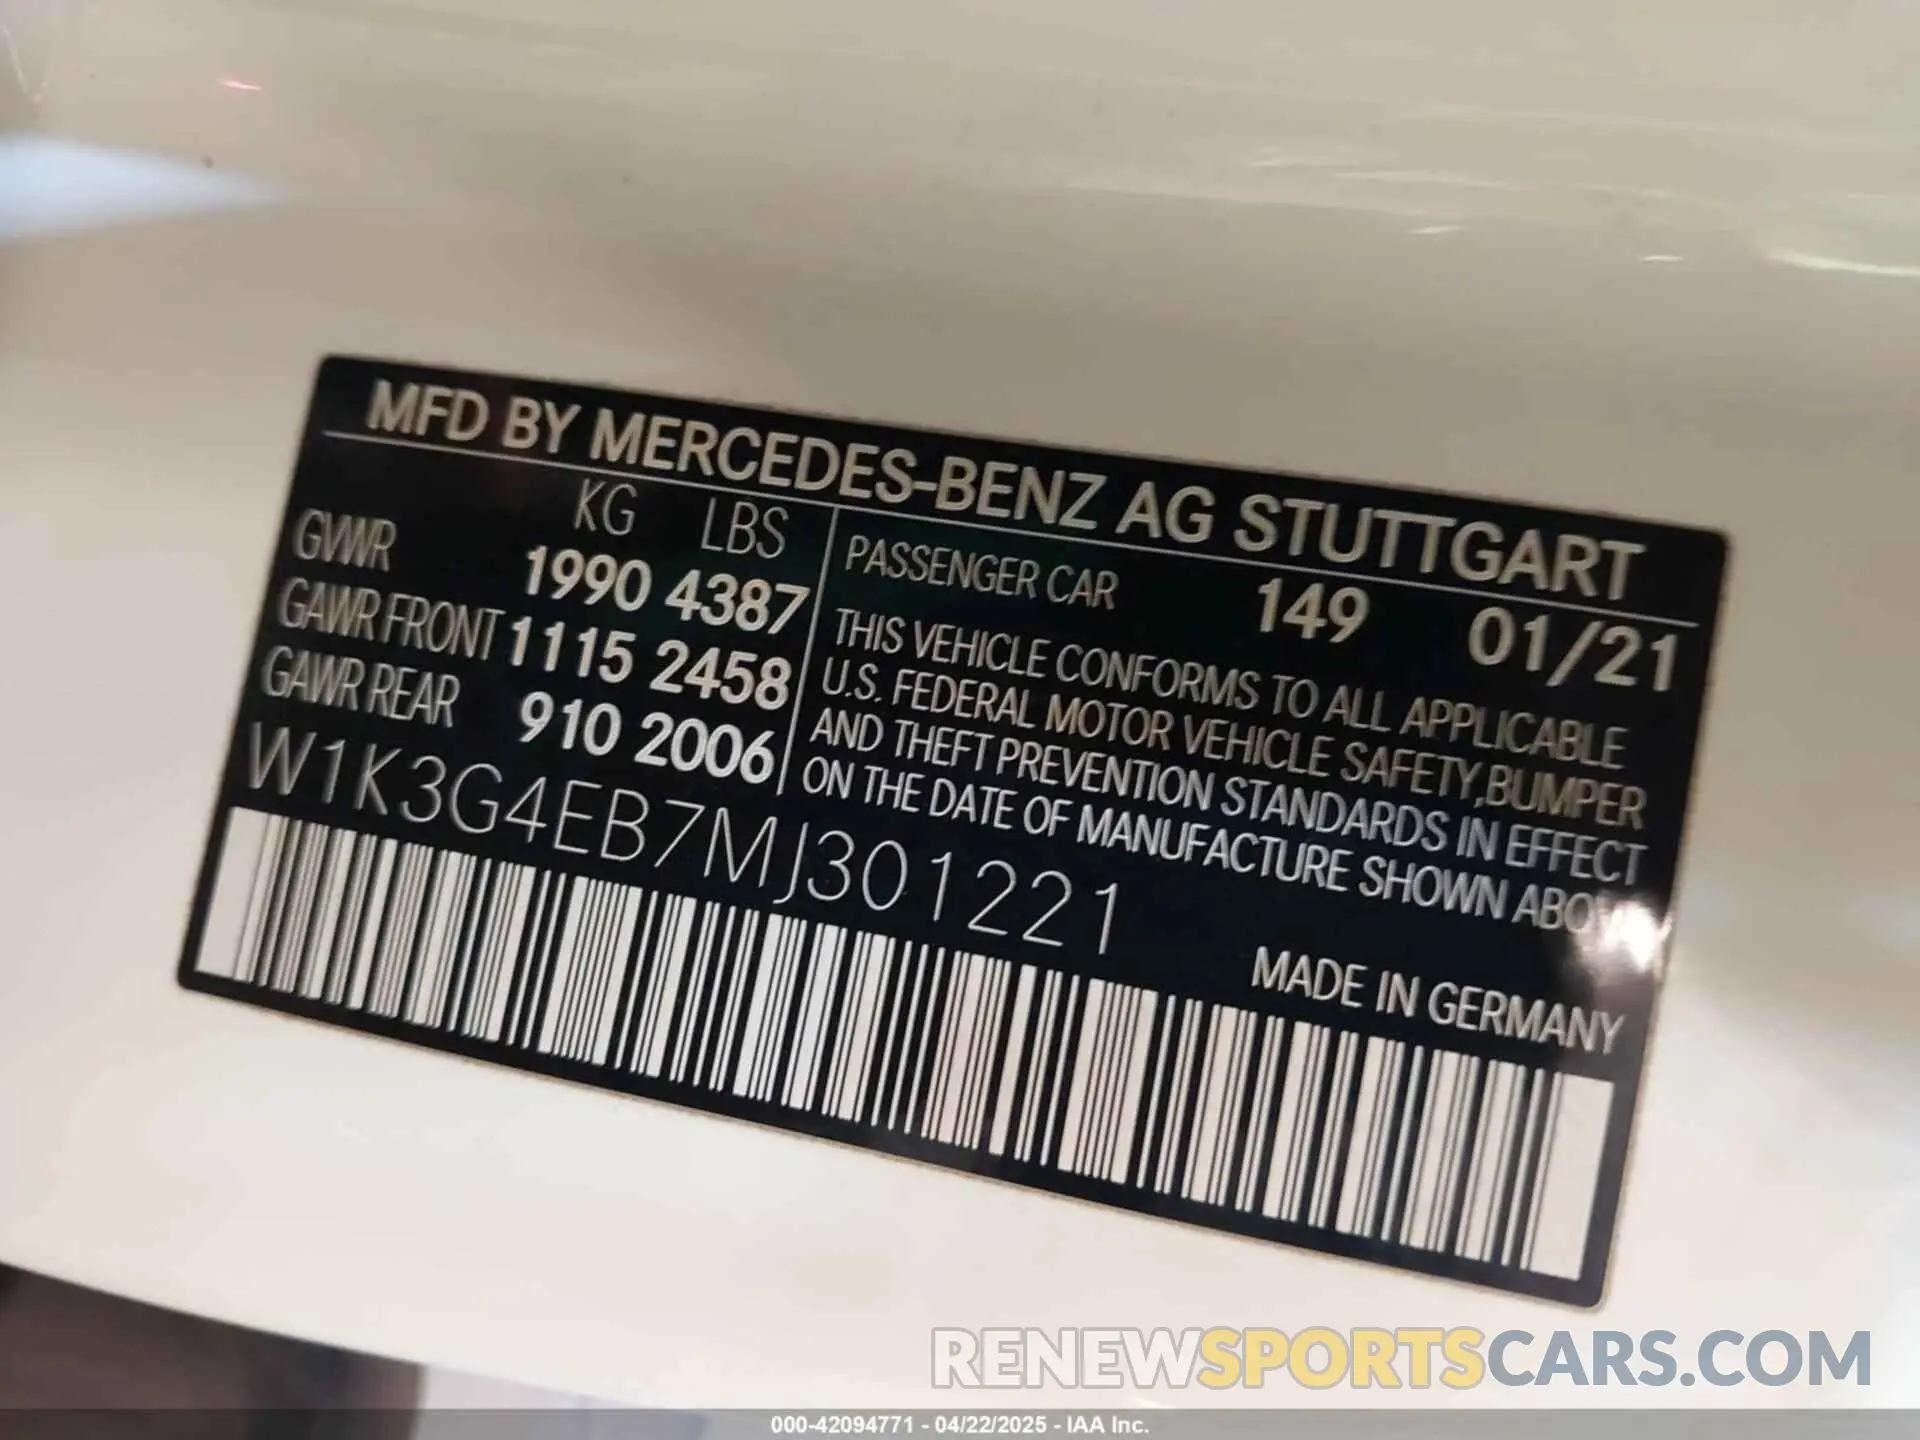 MFD BY MERCEDES-BENZ AG STUTTGART
KG LBS
GVWR 1990 4387
GAWR FRONT 1115 2458
GAWR REAR 910 2006
PASSENGER CAR 149 01/21
THIS VEHICLE CONFORMS TO ALL APPLICABLE
U.S. FEDERAL MOTOR VEHICLE SAFETY,BUMPER
AND THEFT PREVENTION STANDARDS IN EFFECT
ON THE DATE OF MANUFACTURE SHOWN
W1K3G4EB7MJ301221
MADE IN GERMANY
RENEWSPORTSCARS.COM
000-42094771 - 04/22/2025 - IAA Inc.